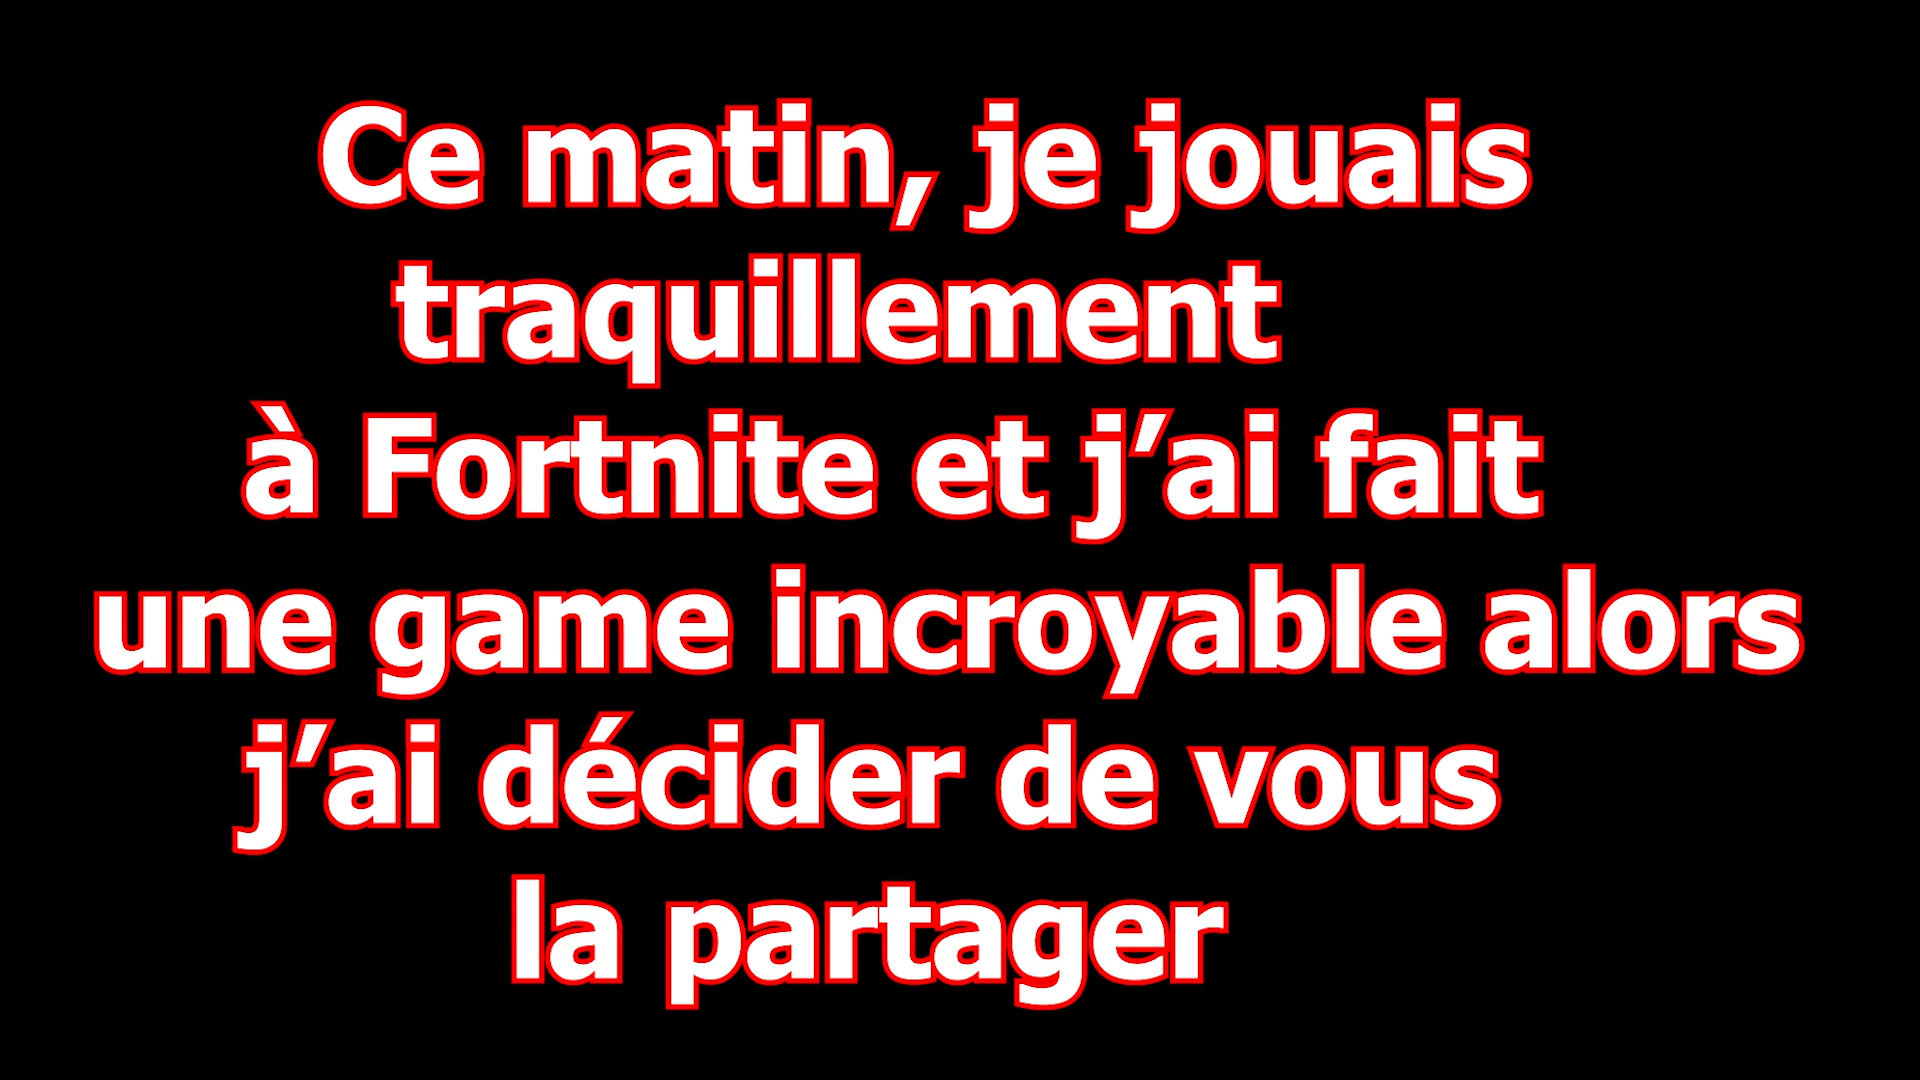 Ce matin, je jouais
traquillement
à Fortnite et j’ai fait
une game incroyable alors
j’ai décider de vous
la partager